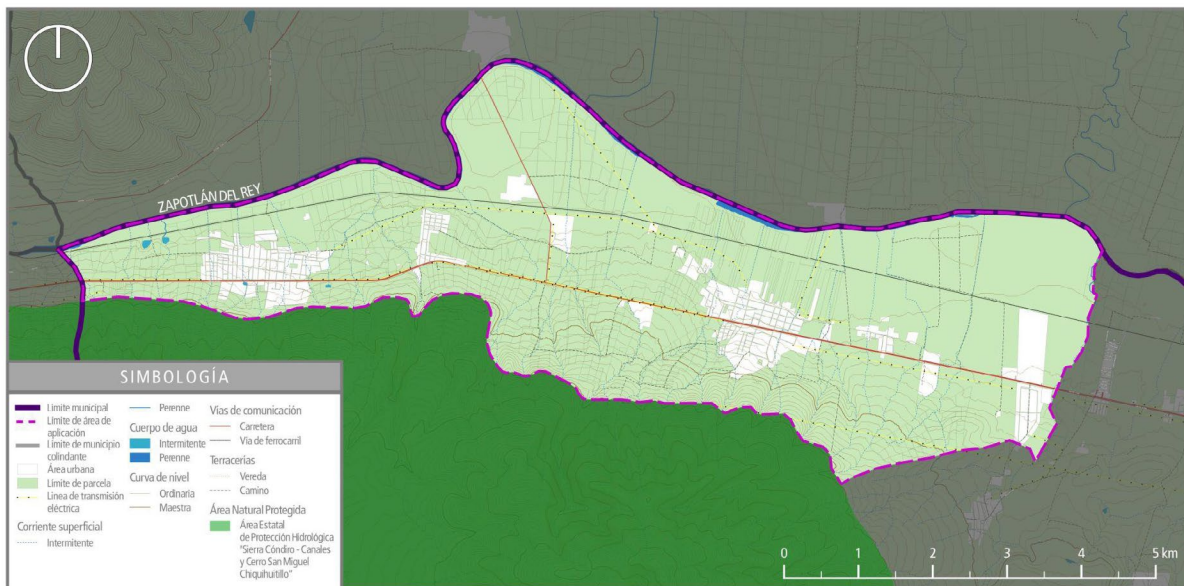 ZAPOTLÁN DEL REY
SIMBOLOGÍA
Límite municipal
Límite de área de
aplicación
Límite de municipio
colindante
Área urbana
Límite de parcela
Línea de transmisión
eléctrica
Corriente superficial
Intermitente
Perenne
Cuerpo de agua
Intermitente
Perenne
Curva de nivel
Ordinaria
Maestra
Vías de comunicación
Carretera
Vía de ferrocarril
Terracerías
Vereda
Camino
Área Natural Protegida
Área Estatal
de Protección Hidrológica
"Sierra Cóndiro - Canales
y Cerro San Miguel
Chiquihuitillo"
0 1 2 3 4 5 km